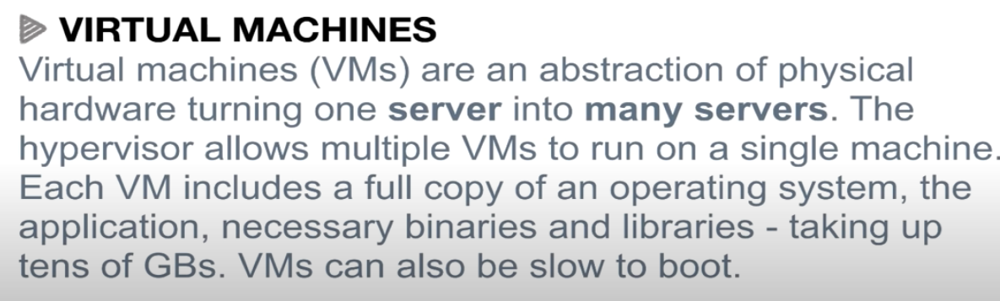 VIRTUAL MACHINES
Virtual machines (VMs) are an abstraction of physical
hardware turning one server into many servers. The
hypervisor allows multiple VMs to run on a single machine.
Each VM includes a full copy of an operating system, the
application, necessary binaries and libraries - taking up
tens of GBs. VMs can also be slow to boot.